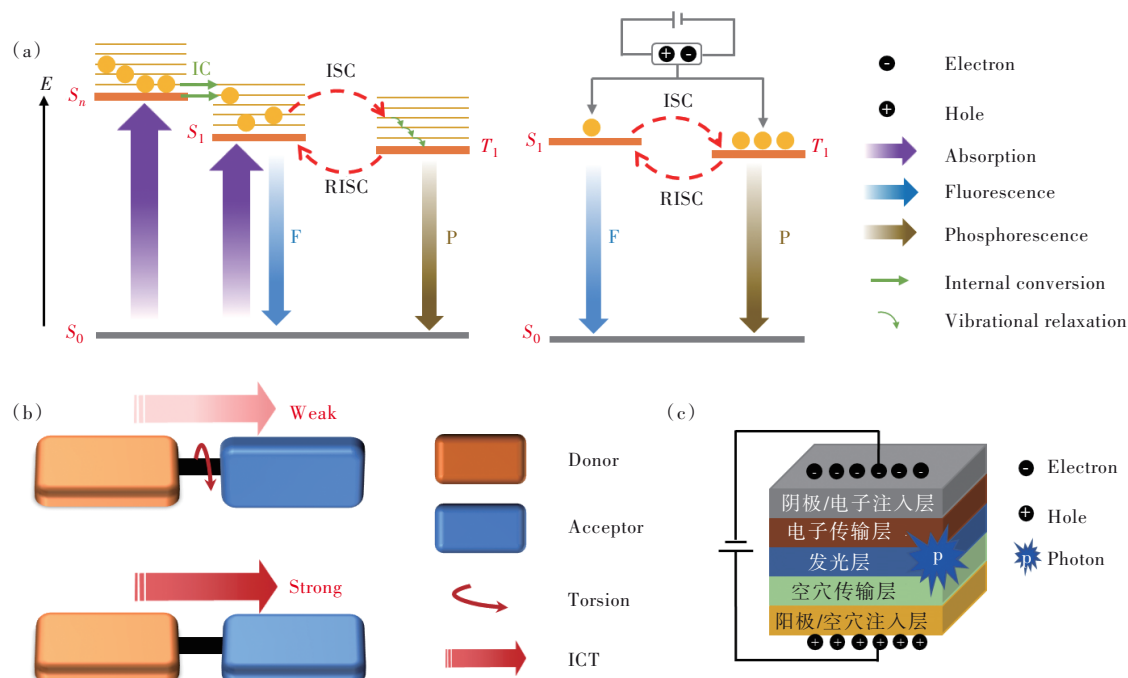 (a)
E
Sn
IC
S1
ISC
T1
RISC
F
P
S0
ISC
S1
T1
RISC
F
P
S0
Electron
Hole
Absorption
Fluorescence
Phosphorescence
Internal conversion
Vibrational relaxation
(b)
Weak
Strong
Donor
Acceptor
Torsion
ICT
(c)
阴极/电子注入层
电子传输层
发光层
p
空穴传输层
阳极/空穴注入层
Electron
Hole
p
Photon